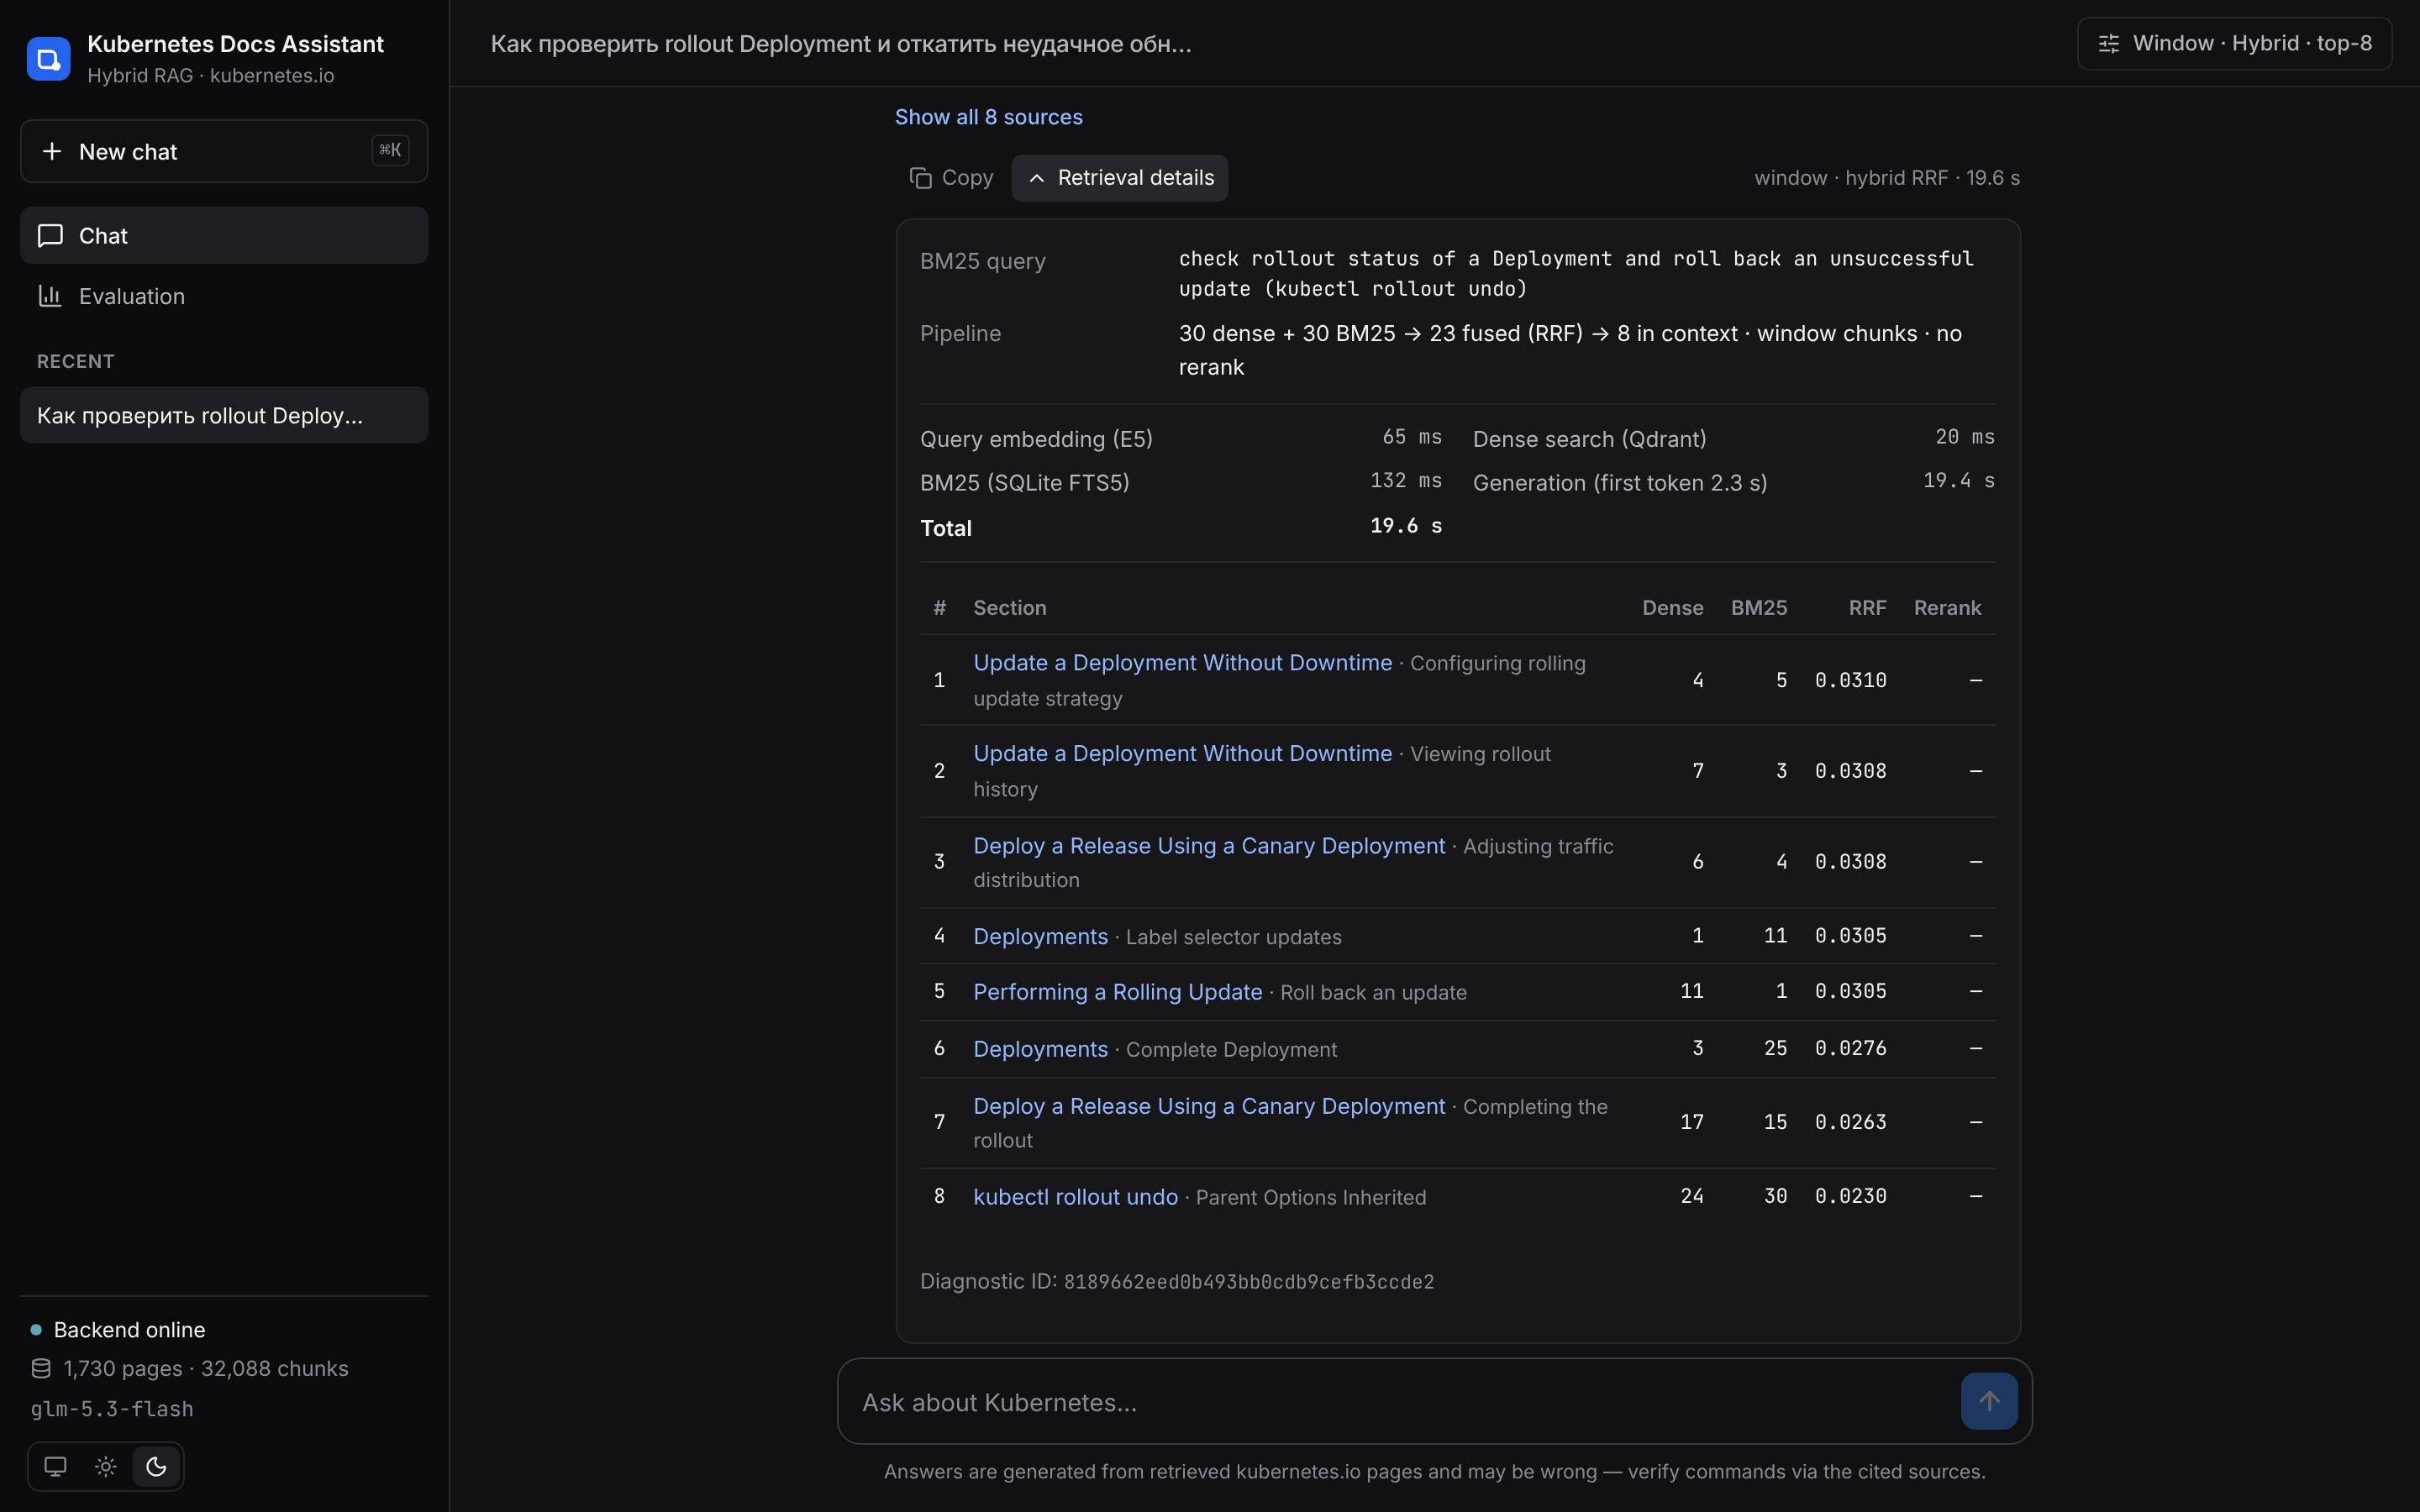 Kubernetes Docs Assistant
Hybrid RAG · kubernetes.io
New chat
⌘K
Chat
Evaluation
RECENT
Как проверить rollout Deploy...
Backend online
1,730 pages · 32,088 chunks
glm-5.3-flash
Как проверить rollout Deployment и откатить неудачное обн...
Window · Hybrid · top-8
Show all 8 sources
Copy
Retrieval details
window · hybrid RRF · 19.6 s
BM25 query
check rollout status of a Deployment and roll back an unsuccessful
update (kubectl rollout undo)
Pipeline
30 dense + 30 BM25 → 23 fused (RRF) → 8 in context · window chunks · no
rerank
Query embedding (E5) 65 ms Dense search (Qdrant) 20 ms
BM25 (SQLite FTS5) 132 ms Generation (first token 2.3 s) 19.4 s
Total 19.6 s
# Section Dense BM25 RRF Rerank
1 Update a Deployment Without Downtime · Configuring rolling
update strategy 4 5 0.0310 —
2 Update a Deployment Without Downtime · Viewing rollout
history 7 3 0.0308 —
3 Deploy a Release Using a Canary Deployment · Adjusting traffic
distribution 6 4 0.0308 —
4 Deployments · Label selector updates 1 11 0.0305 —
5 Performing a Rolling Update · Roll back an update 11 1 0.0305 —
6 Deployments · Complete Deployment 3 25 0.0276 —
7 Deploy a Release Using a Canary Deployment · Completing the
rollout 17 15 0.0263 —
8 kubectl rollout undo · Parent Options Inherited 24 30 0.0230 —
Diagnostic ID: 8189662eed0b493bb0cdb9cefb3ccde2
Ask about Kubernetes...
Answers are generated from retrieved kubernetes.io pages and may be wrong — verify commands via the cited sources.